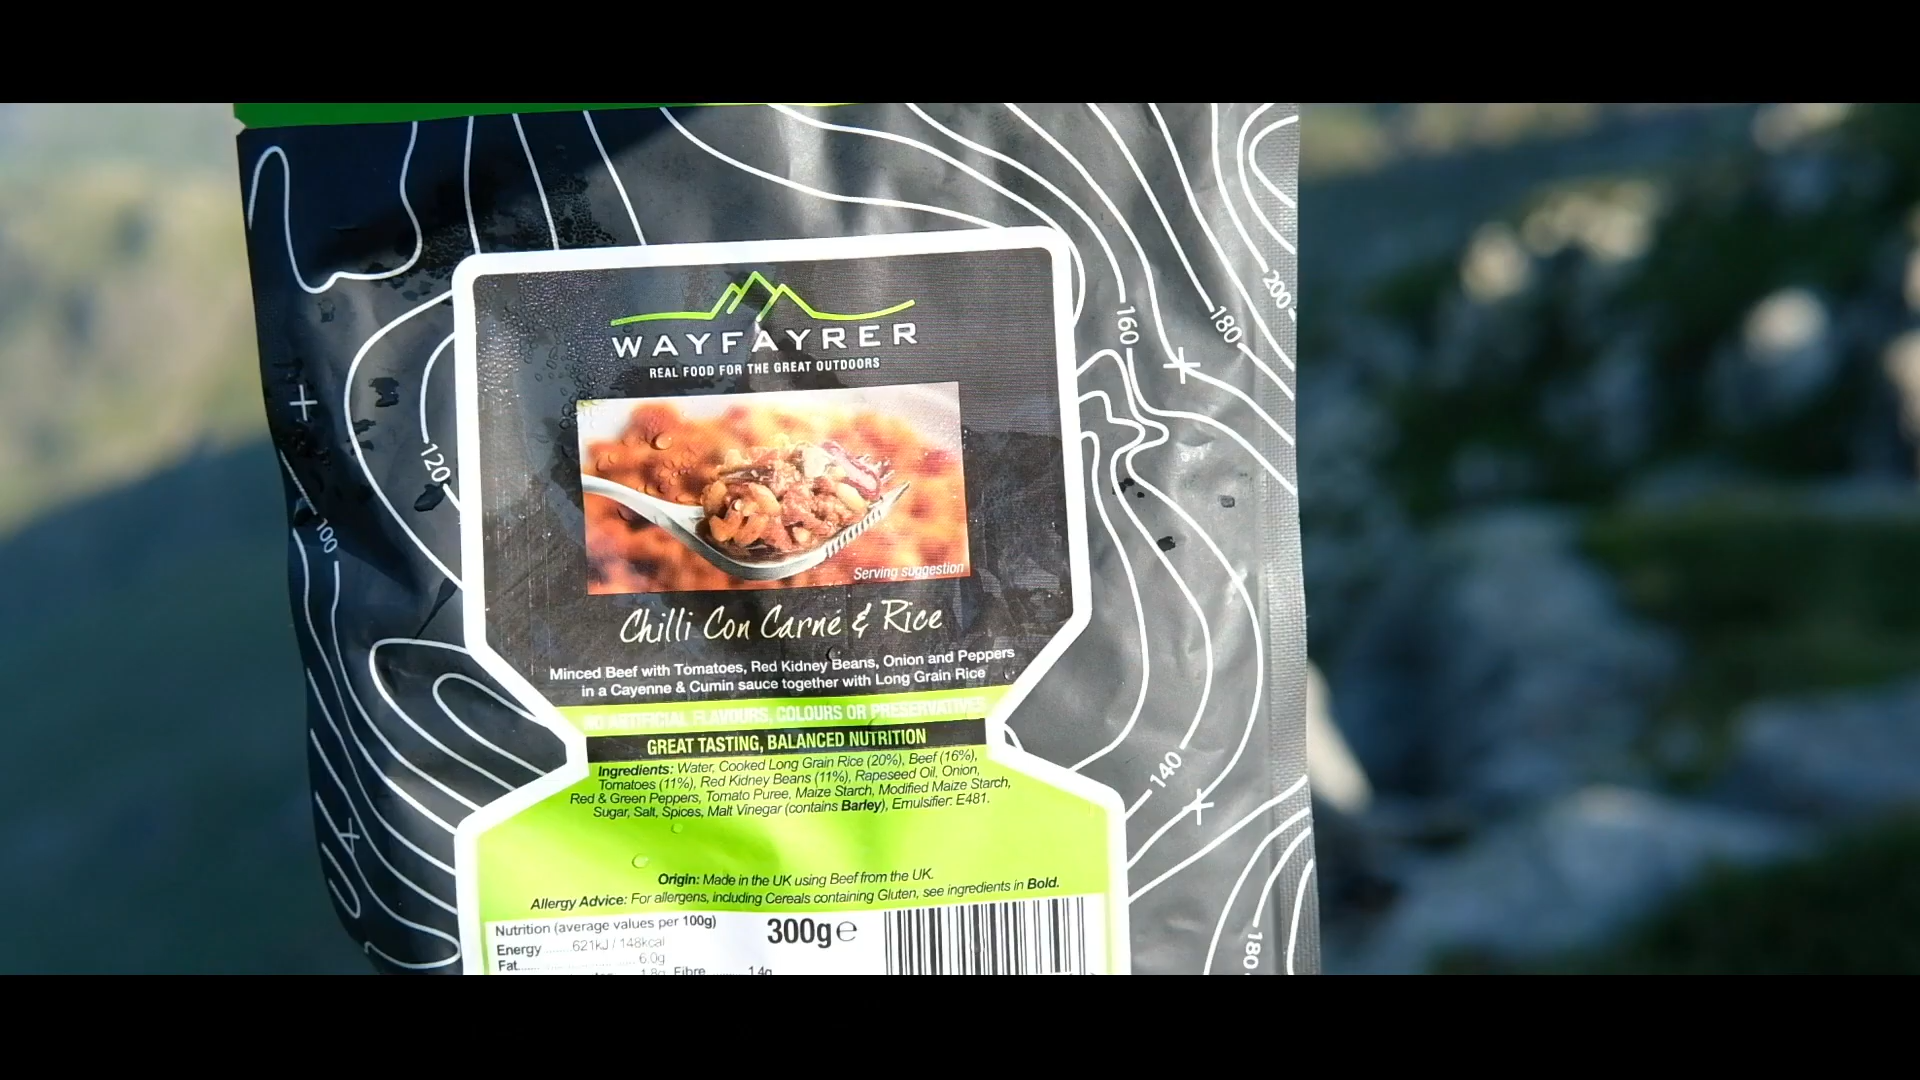 WAYFAYRER
REAL FOOD FOR THE GREAT OUTDOORS
Serving suggestion
Chilli Con Carné & Rice
Minced Beef with Tomatoes, Red Kidney Beans, Onion and Peppers
in a Cayenne & Cumin sauce together with Long Grain Rice
NO ARTIFICIAL FLAVOURS, COLOURS OR PRESERVATIVES
GREAT TASTING, BALANCED NUTRITION
Ingredients: Water, Cooked Long Grain Rice (20%), Beef (16%),
Tomatoes (11%), Red Kidney Beans (11%), Rapeseed Oil, Onion,
Red & Green Peppers, Tomato Puree, Maize Starch, Modified Maize Starch,
Sugar, Salt, Spices, Malt Vinegar (contains Barley), Emulsifier: E481.
Origin: Made in the UK using Beef from the UK.
Allergy Advice: For allergens, including Cereals containing Gluten, see ingredients in Bold.
Nutrition (average values per 100g)
Energy ...... 621kJ / 148kcal
Fat ...... 6.0g
1.8g Fibre ...... 1.4g
300g℮
100
120
160
180
200
140
180